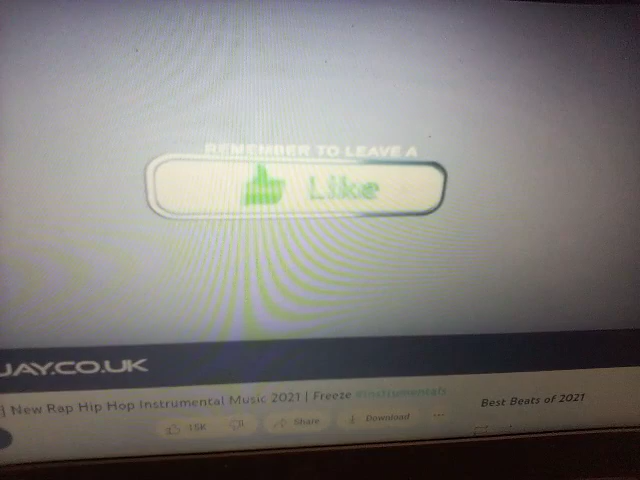 REMEMBER TO LEAVE A
Like
JAY.CO.UK
] New Rap Hip Hop Instrumental Music 2021 | Freeze #Instrumentals
Best Beats of 2021
15K
Share
Download